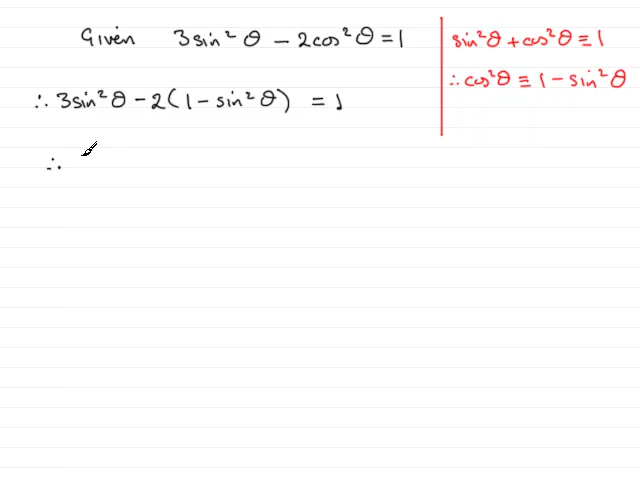 Given 3sin²θ − 2cos²θ = 1
∴ 3sin²θ − 2(1 − sin²θ) = 1
∴
sin²θ + cos²θ ≡ 1
∴ cos²θ ≡ 1 − sin²θ